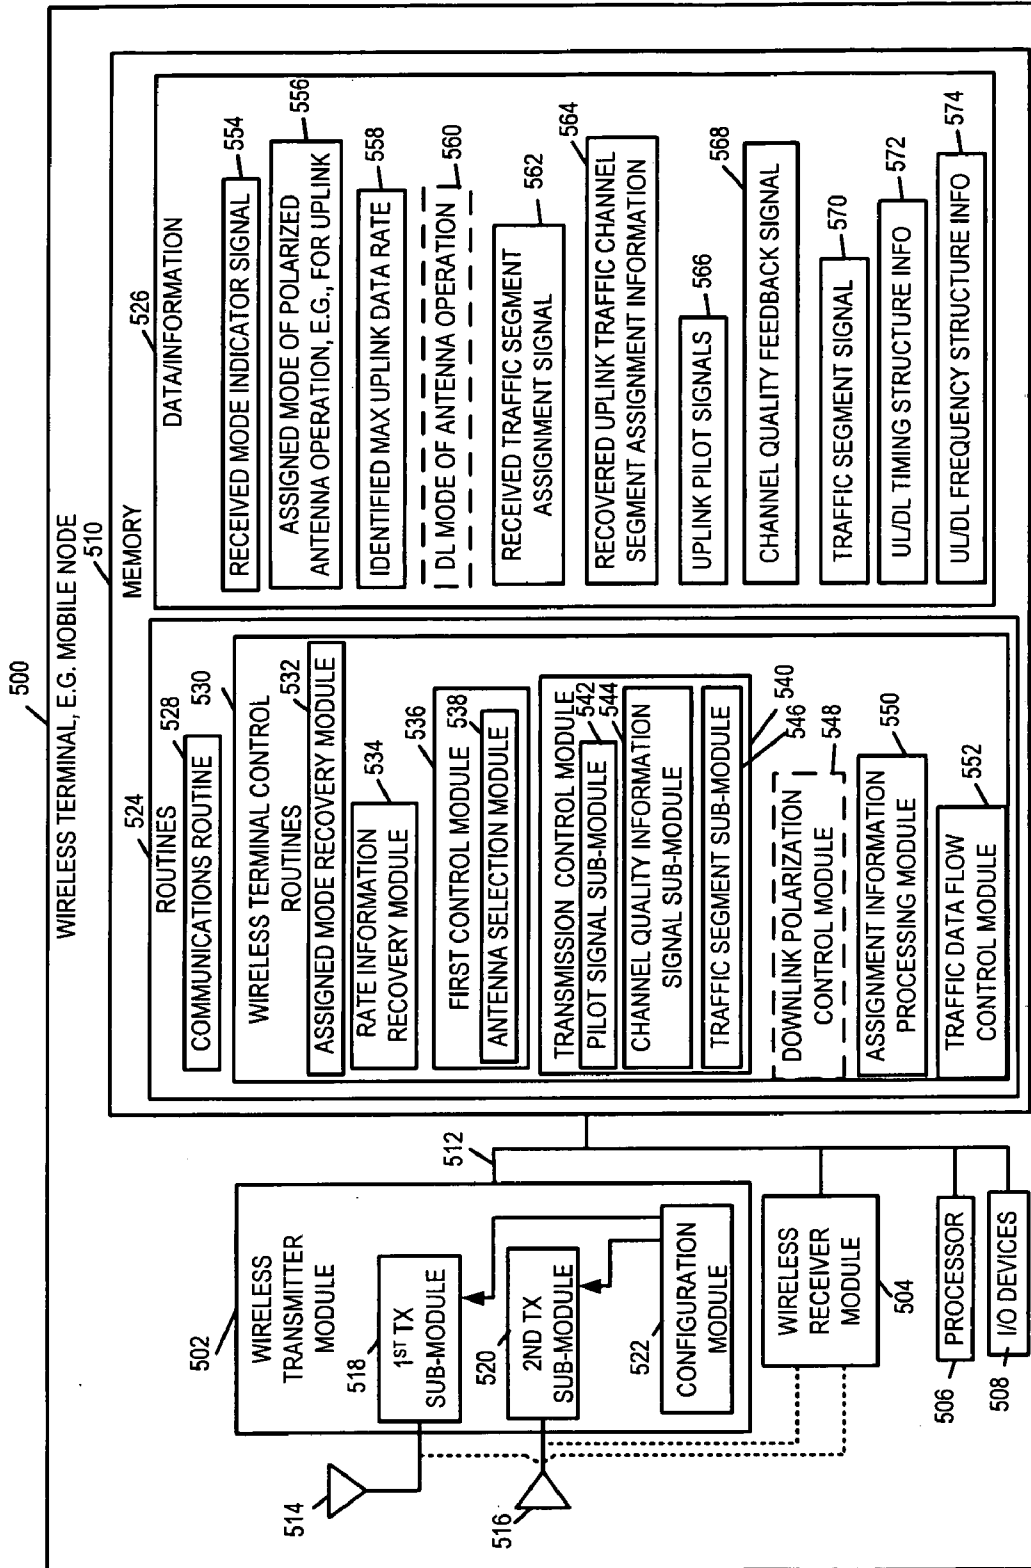 500
WIRELESS TERMINAL, E.G. MOBILE NODE
510
MEMORY
502
WIRELESS
TRANSMITTER
MODULE
514
516
518
1ST TX
SUB-MODULE
520
2ND TX
SUB-MODULE
522
CONFIGURATION
MODULE
512
WIRELESS
RECEIVER
MODULE
504
PROCESSOR
506
I/O DEVICES
508
524
ROUTINES
528
COMMUNICATIONS ROUTINE
530
WIRELESS TERMINAL CONTROL
ROUTINES
532
ASSIGNED MODE RECOVERY MODULE
534
RATE INFORMATION
RECOVERY MODULE
536
FIRST CONTROL MODULE
538
ANTENNA SELECTION MODULE
TRANSMISSION CONTROL MODULE
540
PILOT SIGNAL SUB-MODULE
542
CHANNEL QUALITY INFORMATION
SIGNAL SUB-MODULE
544
TRAFFIC SEGMENT SUB-MODULE
546
DOWNLINK POLARIZATION
CONTROL MODULE
548
ASSIGNMENT INFORMATION
PROCESSING MODULE
550
TRAFFIC DATA FLOW
CONTROL MODULE
552
526
DATA/INFORMATION
RECEIVED MODE INDICATOR SIGNAL
554
ASSIGNED MODE OF POLARIZED
ANTENNA OPERATION, E.G., FOR UPLINK
556
IDENTIFIED MAX UPLINK DATA RATE
558
DL MODE OF ANTENNA OPERATION
560
RECEIVED TRAFFIC SEGMENT
ASSIGNMENT SIGNAL
562
RECOVERED UPLINK TRAFFIC CHANNEL
SEGMENT ASSIGNMENT INFORMATION
564
UPLINK PILOT SIGNALS
566
CHANNEL QUALITY FEEDBACK SIGNAL
568
TRAFFIC SEGMENT SIGNAL
570
UL/DL TIMING STRUCTURE INFO
572
UL/DL FREQUENCY STRUCTURE INFO
574